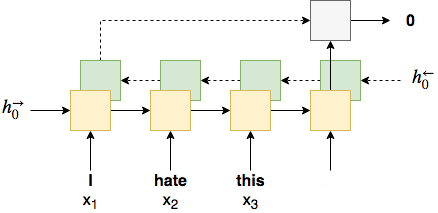 0
h₀→ h₀←
I hate this
x₁ x₂ x₃